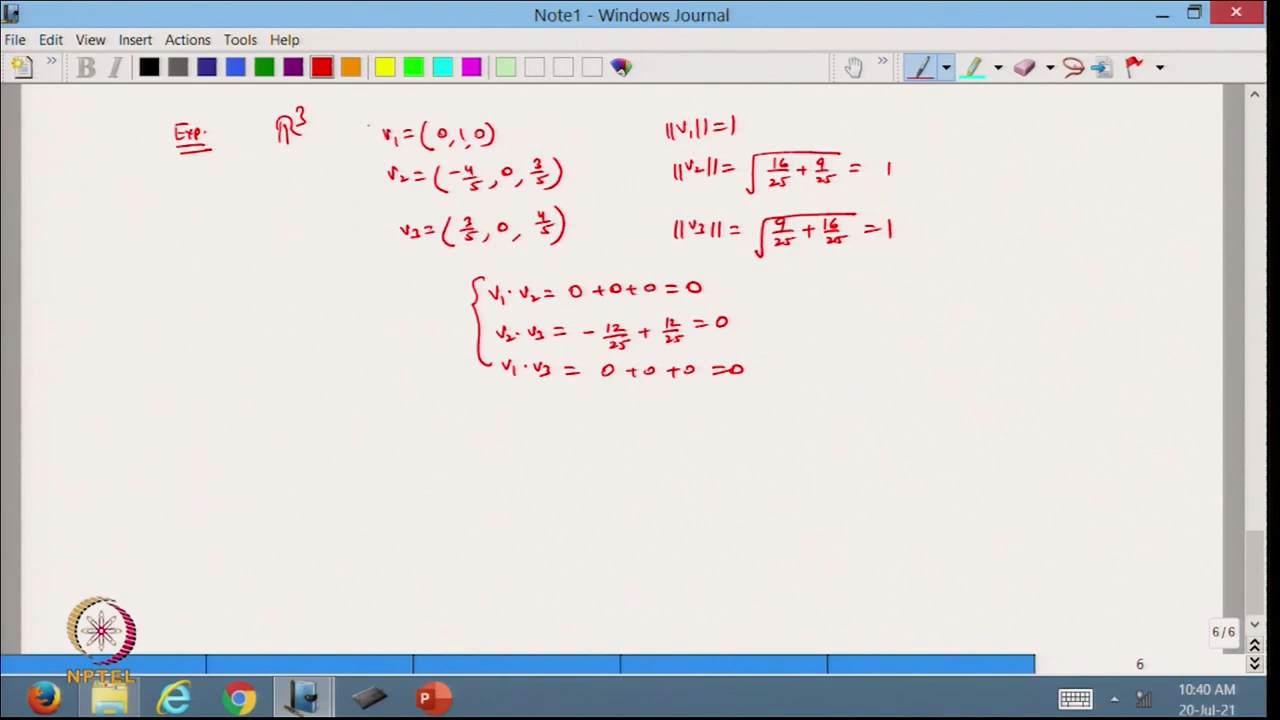 Note1 - Windows Journal
File Edit View Insert Actions Tools Help
Exp. ℝ³ v₁ = (0, 1, 0) ||v₁|| = 1
v₂ = (-4/5, 0, 3/5) ||v₂|| = √(16/25 + 9/25) = 1
v₃ = (3/5, 0, 4/5) ||v₃|| = √(9/25 + 16/25) = 1
v₁·v₂ = 0 + 0 + 0 = 0
v₂·v₃ = -12/25 + 12/25 = 0
v₁·v₃ = 0 + 0 + 0 = 0
6/6
NPTEL
6
10:40 AM
20-Jul-21